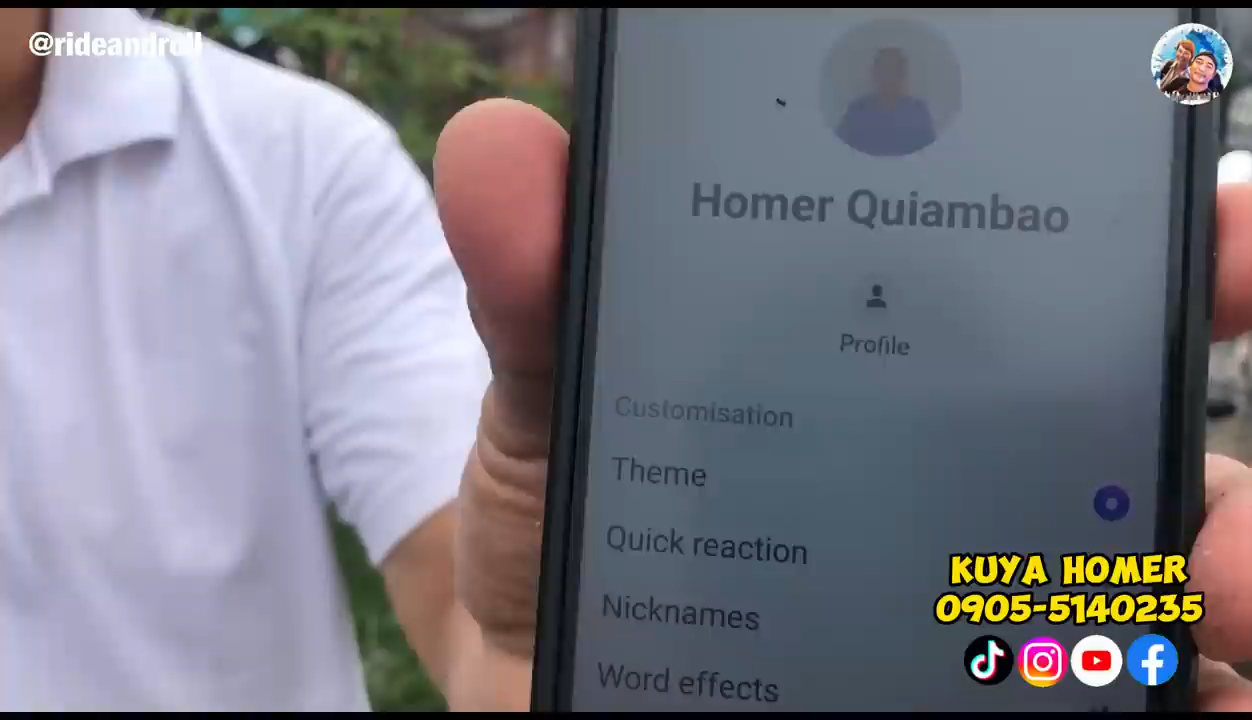 @rideandroll
Homer Quiambao
Profile
Customisation
Theme
Quick reaction
Nicknames
Word effects
KUYA HOMER
0905-5140235